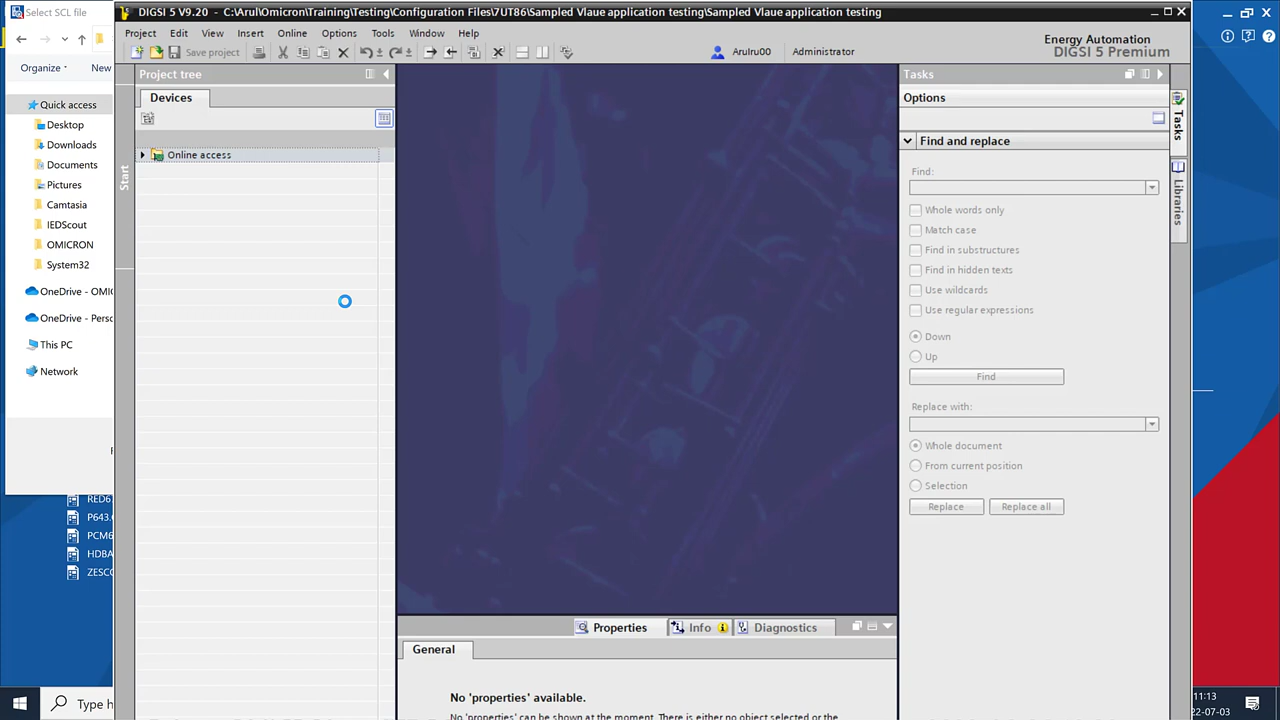 Select SCL file
DIGSI 5 V9.20 - C:\Arul\Omicron\Training\Testing\Configuration Files\7UT86\Sampled Vlaue application testing\Sampled Vlaue application testing
Project Edit View Insert Online Options Tools Window Help
Energy Automation
DIGSI 5 Premium
Save project
Arulru00 Administrator
Organize New
Project tree
Devices
Online access
Start
Quick access
Desktop
Downloads
Documents
Pictures
Camtasia
IEDScout
OMICRON
System32
OneDrive - OMI
OneDrive - Perso
This PC
Network
RED6
P643.
PCM6
HDBA
ZESCO
Tasks
Options
Find and replace
Find:
Whole words only
Match case
Find in substructures
Find in hidden texts
Use wildcards
Use regular expressions
Down
Up
Find
Replace with:
Whole document
From current position
Selection
Replace Replace all
Tasks
Libraries
Properties Info Diagnostics
General
No 'properties' available.
No 'properties' can be shown at the moment. There is either no object selected or the
Type h
11:13
22-07-03